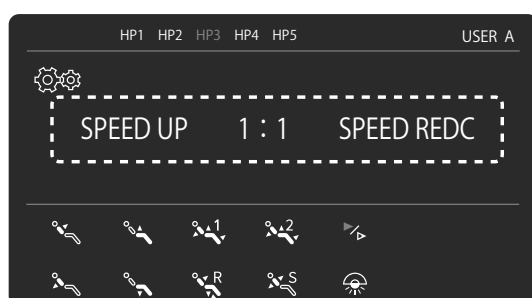 HP1 HP2 HP3 HP4 HP5 USER A
SPEED UP 1 : 1 SPEED REDC
1 2
R S